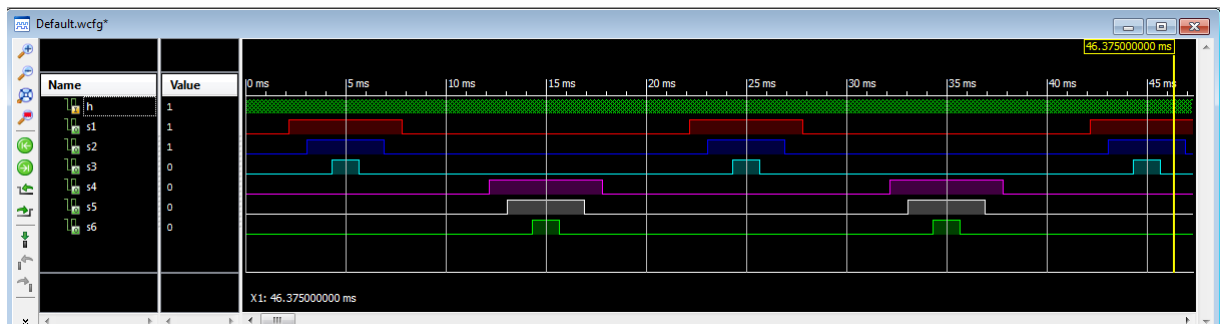 Default.wcfg*
46.375000000 ms
Name Value 0 ms 5 ms 10 ms 15 ms 20 ms 25 ms 30 ms 35 ms 40 ms 45 ms
h 1
s1 1
s2 1
s3 0
s4 0
s5 0
s6 0
X1: 46.375000000 ms